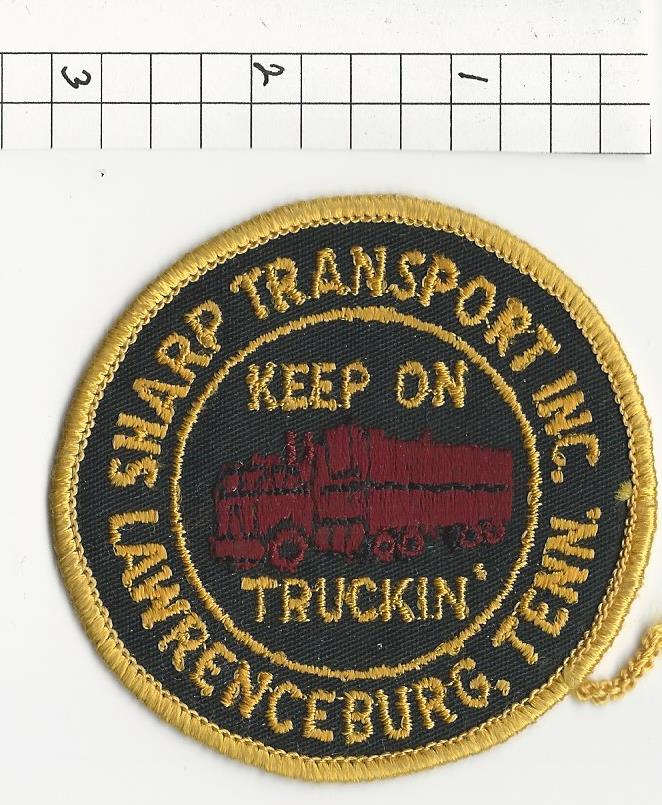 3 2 1
SHARP TRANSPORT INC.
KEEP ON
TRUCKIN'
LAWRENCEBURG, TENN.